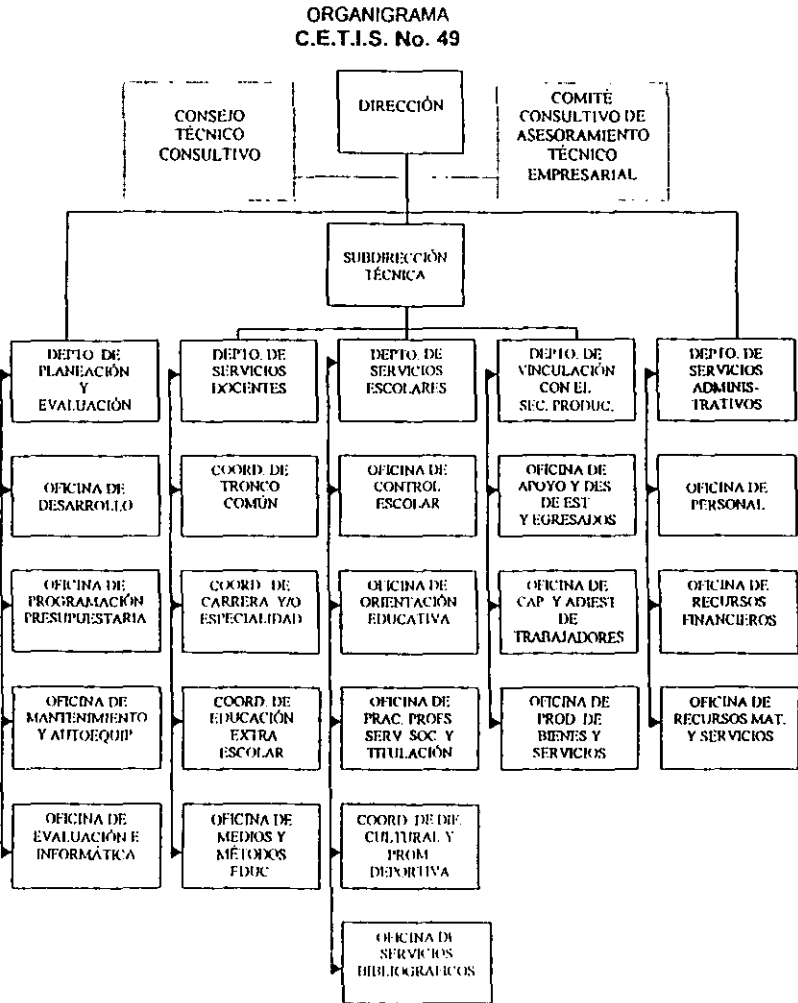 ORGANIGRAMA
C.E.T.I.S. No. 49
CONSEJO
TÉCNICO
CONSULTIVO
DIRECCIÓN
COMITÉ
CONSULTIVO DE
ASESORAMIENTO
TÉCNICO
EMPRESARIAL
SUBDIRECCIÓN
TÉCNICA
DEPTO. DE
PLANEACIÓN
Y
EVALUACIÓN
DEPTO. DE
SERVICIOS
DOCENTES
DEPTO. DE
SERVICIOS
ESCOLARES
DEPTO. DE
VINCULACIÓN
CON EL
SEC. PRODUC.
DEPTO. DE
SERVICIOS
ADMINIS-
TRATIVOS
OFICINA DE
DESARROLLO
COORD. DE
TRONCO
COMÚN
OFICINA DE
CONTROL
ESCOLAR
OFICINA DE
APOYO Y DES
DE EST
Y EGRESADOS
OFICINA DE
PERSONAL
OFICINA DE
PROGRAMACIÓN
PRESUPUESTARIA
COORD. DE
CARRERA Y/O
ESPECIALIDAD
OFICINA DE
ORIENTACIÓN
EDUCATIVA
OFICINA DE
CAP Y ADIEST
DE
TRABAJADORES
OFICINA DE
RECURSOS
FINANCIEROS
OFICINA DE
MANTENIMIENTO
Y AUTOEQUIP
COORD. DE
EDUCACIÓN
EXTRA
ESCOLAR
OFICINA DE
PRAC. PROFS
SERV SOC Y
TITULACIÓN
OFICINA DE
PROD DE
BIENES Y
SERVICIOS
OFICINA DE
RECURSOS MAT.
Y SERVICIOS
OFICINA DE
EVALUACIÓN E
INFORMÁTICA
OFICINA DE
MEDIOS Y
MÉTODOS
EDUC
COORD. DE DIF.
CULTURAL Y
PROM
DEPORTIVA
OFICINA DE
SERVICIOS
BIBLIOGRÁFICOS